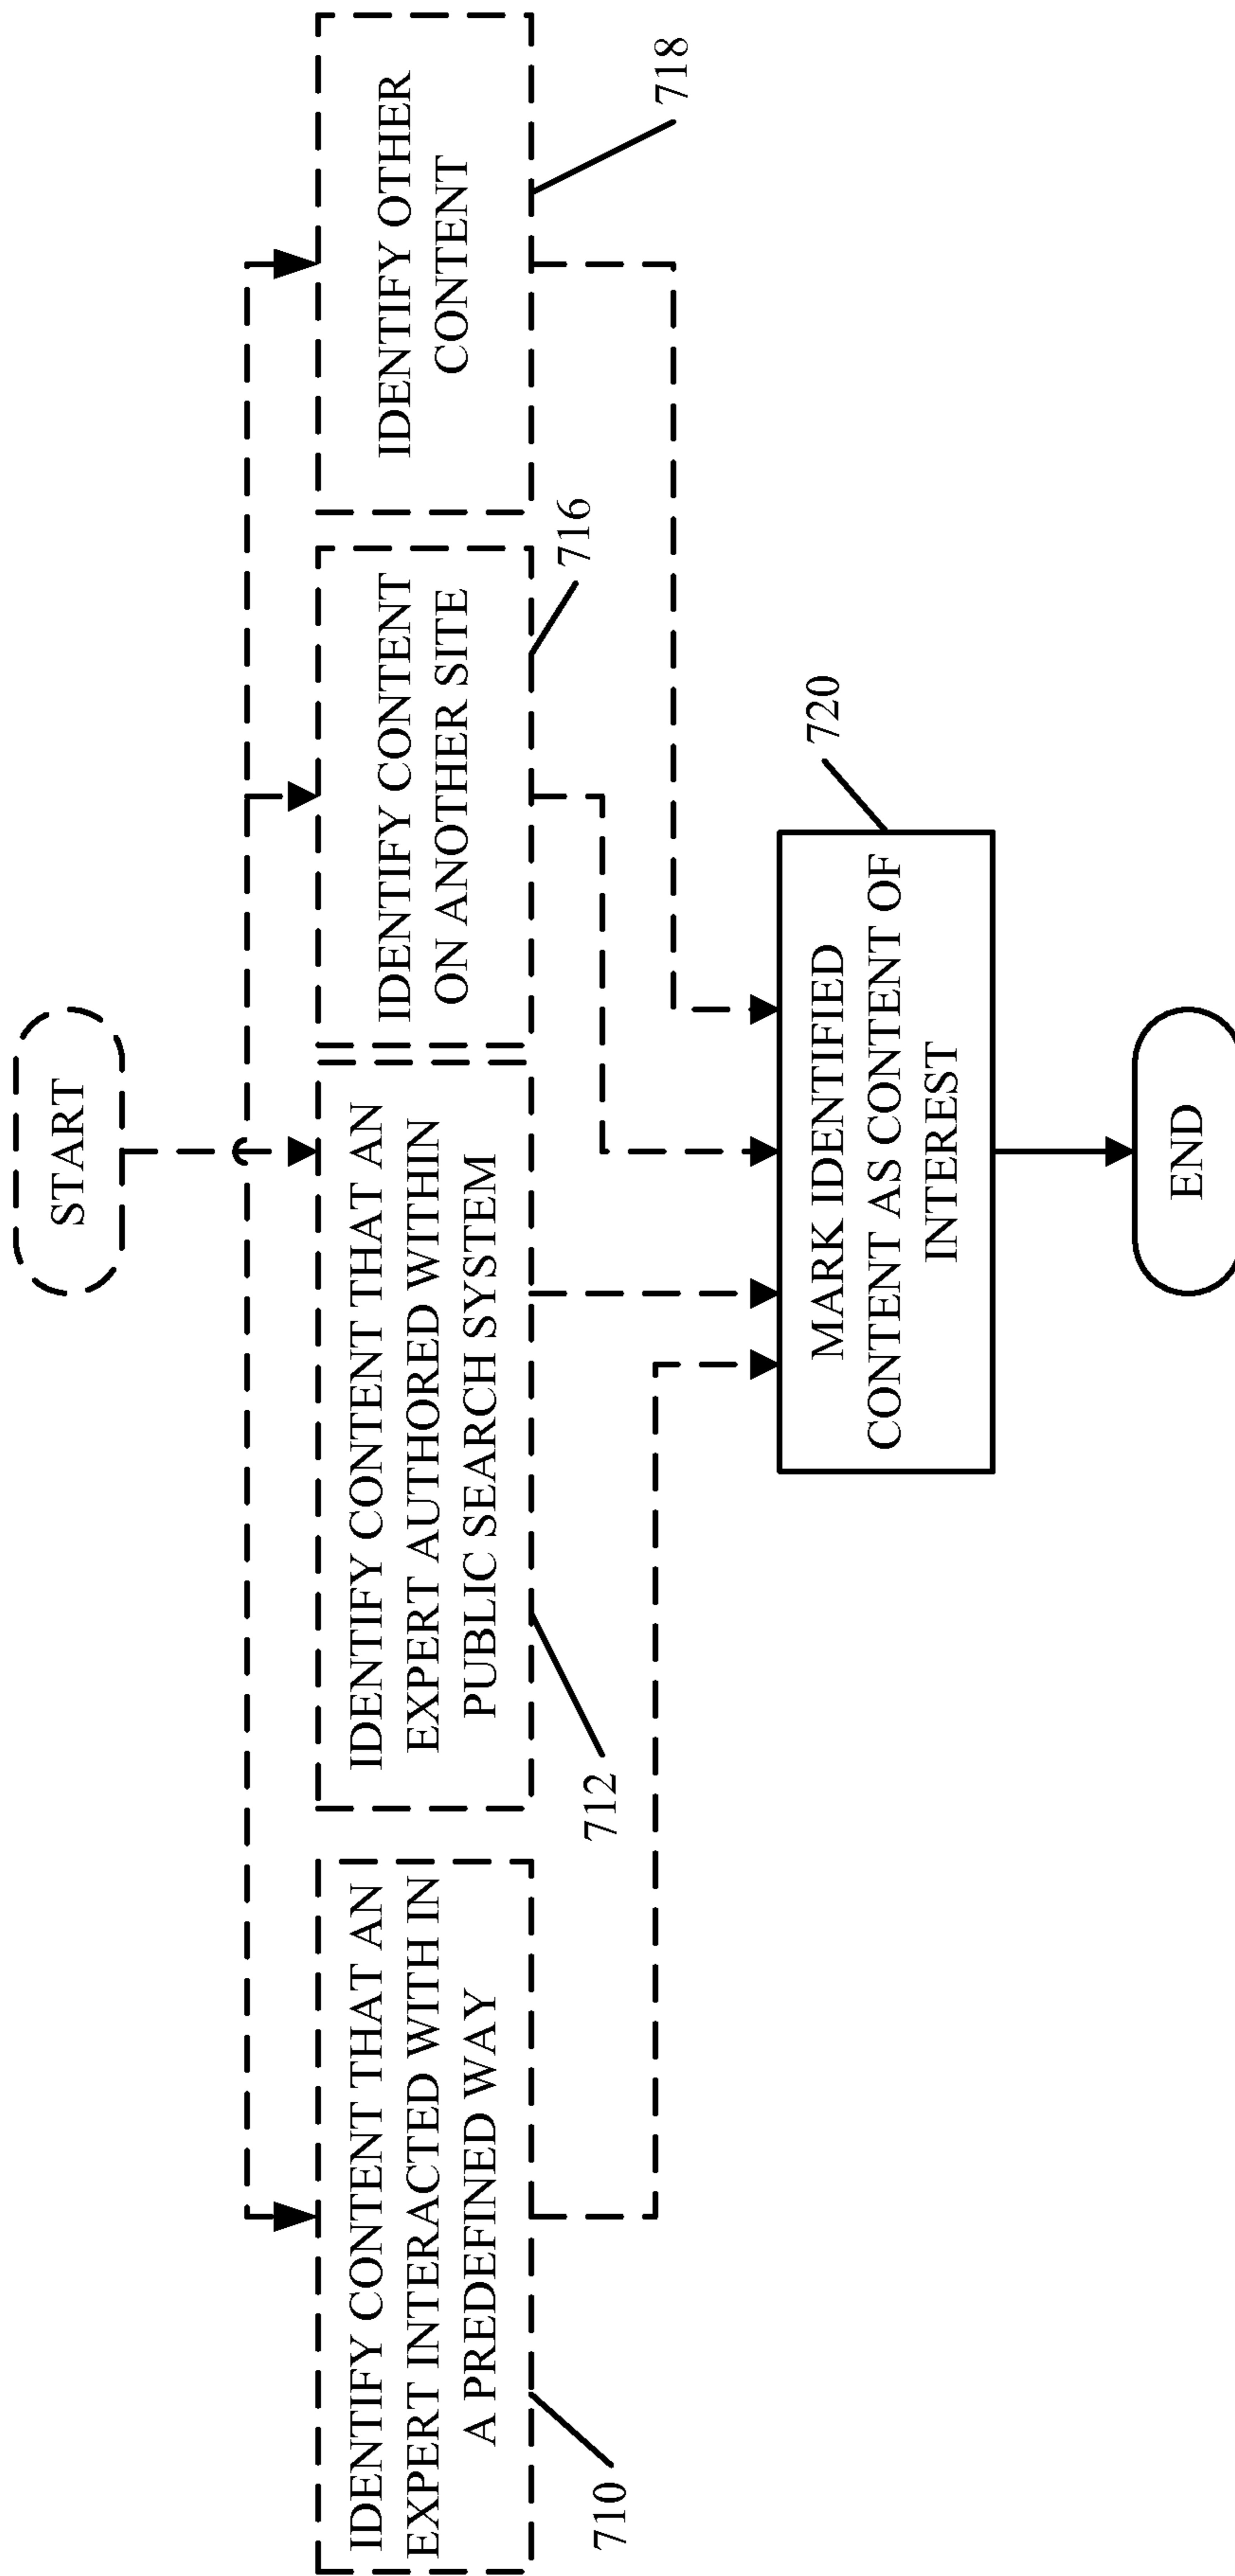 START
IDENTIFY CONTENT THAT AN
EXPERT INTERACTED WITH IN
A PREDEFINED WAY
710
IDENTIFY CONTENT THAT AN
EXPERT AUTHORED WITHIN
PUBLIC SEARCH SYSTEM
712
IDENTIFY CONTENT
ON ANOTHER SITE
716
IDENTIFY OTHER
CONTENT
718
MARK IDENTIFIED
CONTENT AS CONTENT OF
INTEREST
720
END